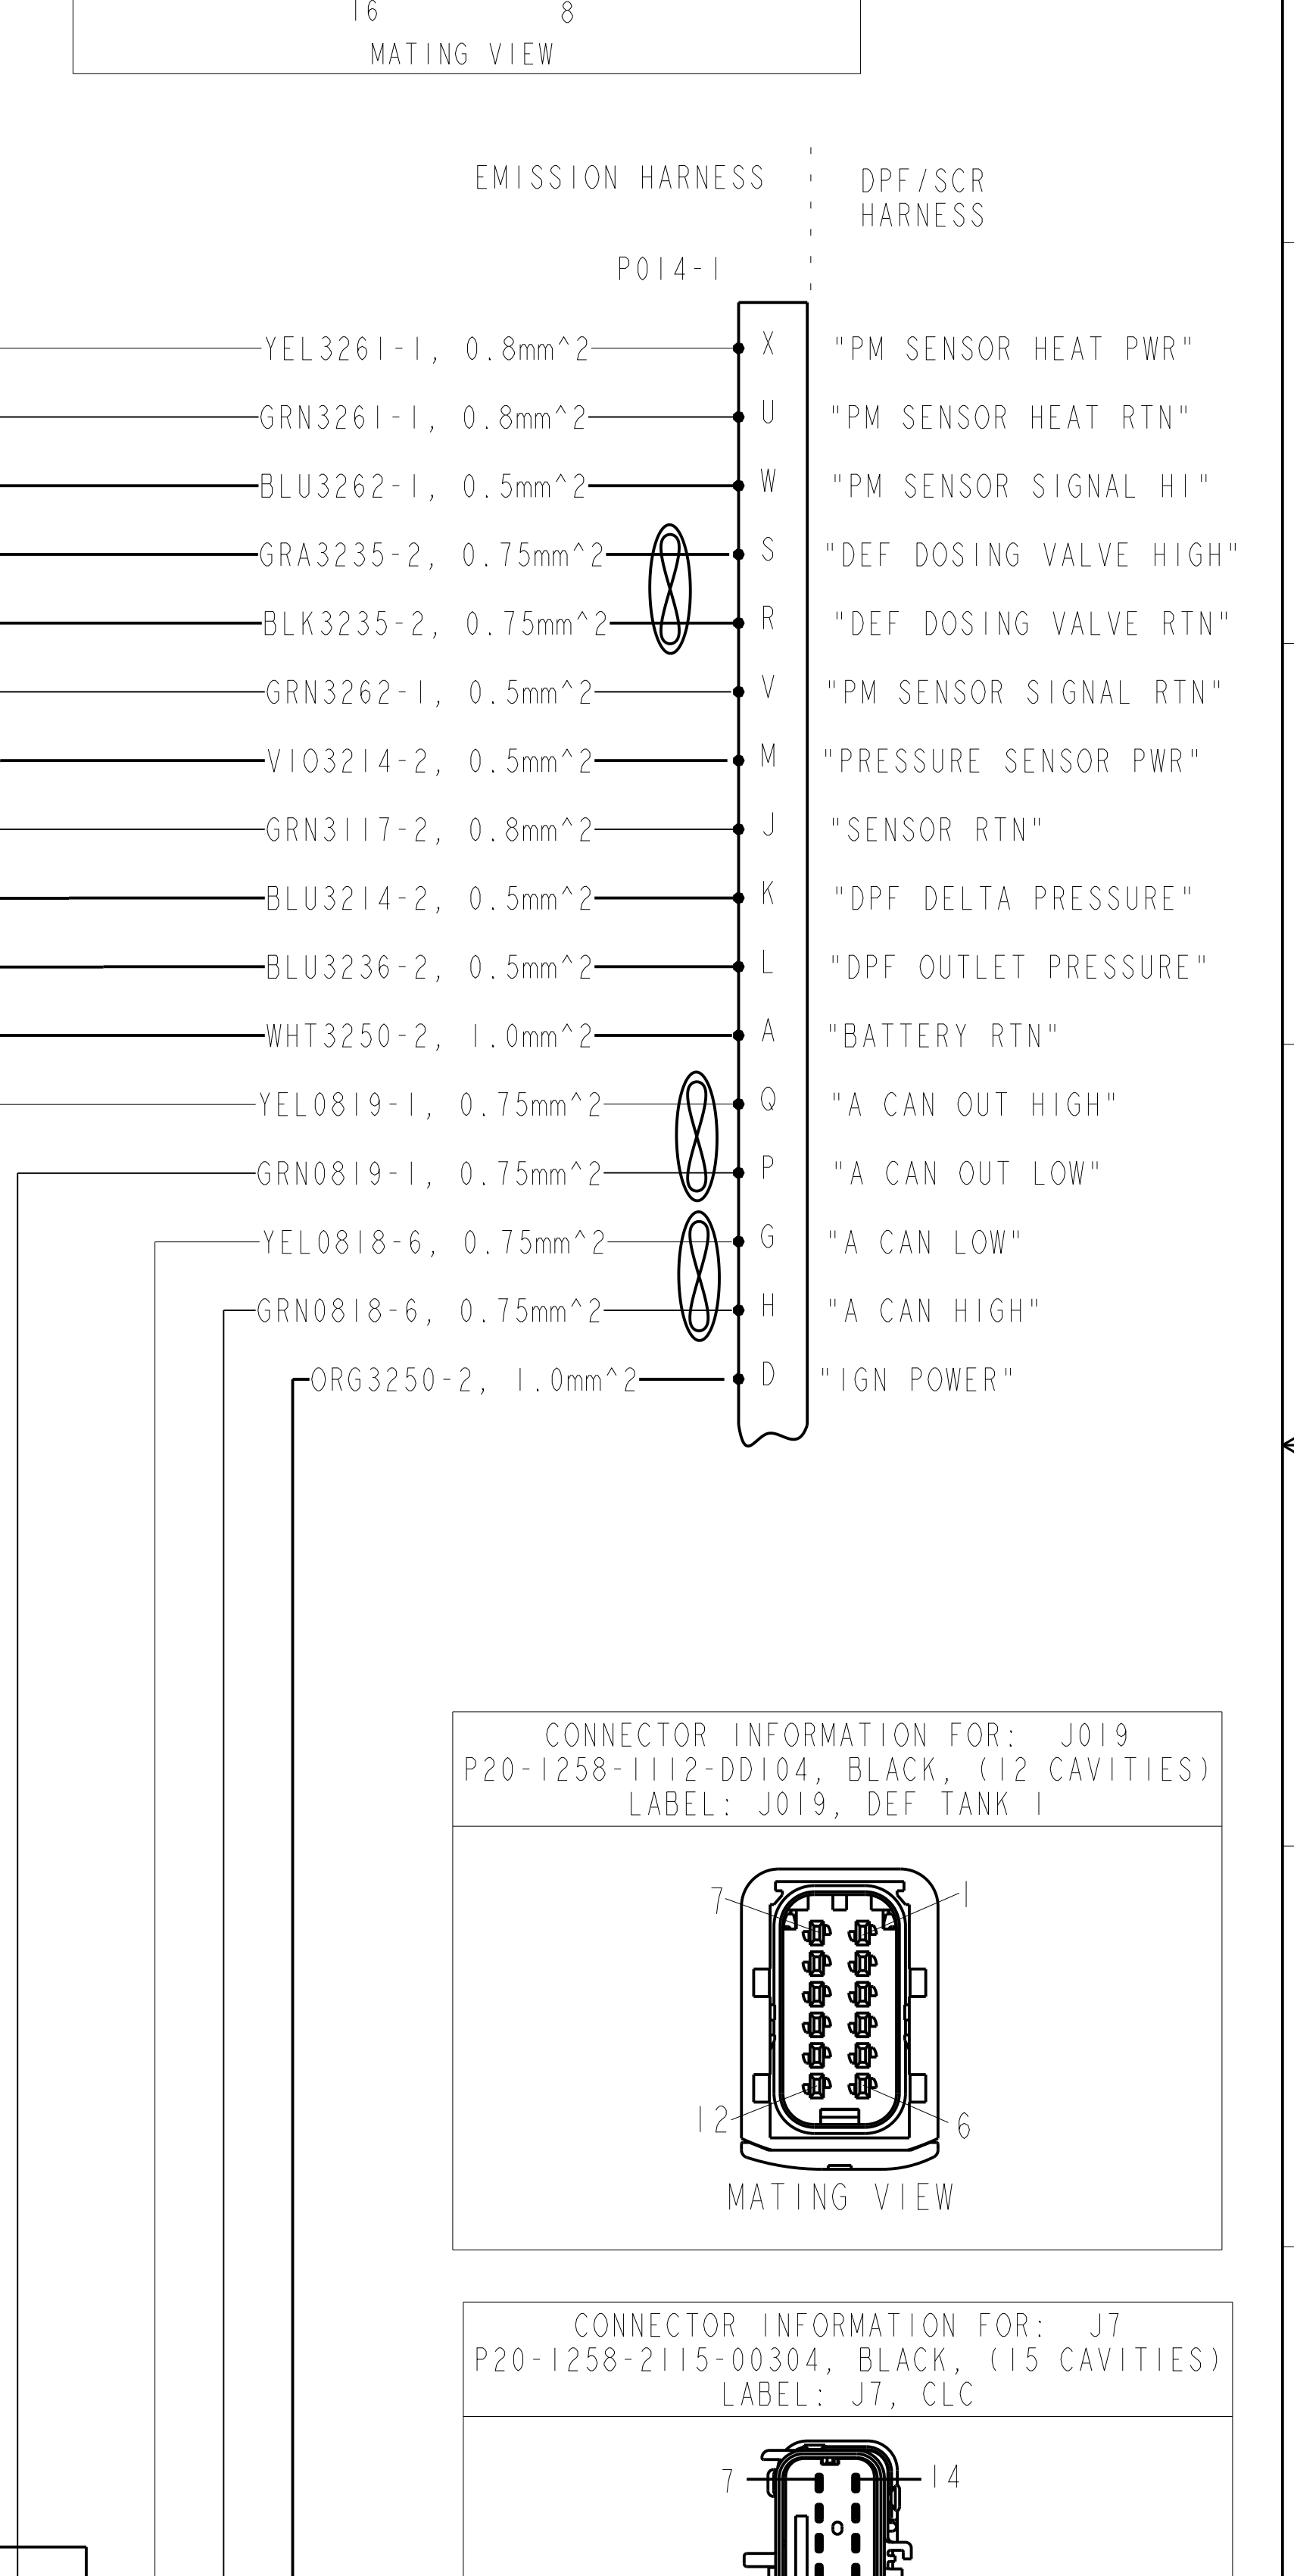 16 8
MATING VIEW
EMISSION HARNESS DPF/SCR
HARNESS
P014-1
YEL3261-1, 0.8mm^2 X "PM SENSOR HEAT PWR"
GRN3261-1, 0.8mm^2 U "PM SENSOR HEAT RTN"
BLU3262-1, 0.5mm^2 W "PM SENSOR SIGNAL HI"
GRA3235-2, 0.75mm^2 S "DEF DOSING VALVE HIGH"
BLK3235-2, 0.75mm^2 R "DEF DOSING VALVE RTN"
GRN3262-1, 0.5mm^2 V "PM SENSOR SIGNAL RTN"
VIO3214-2, 0.5mm^2 M "PRESSURE SENSOR PWR"
GRN3117-2, 0.8mm^2 J "SENSOR RTN"
BLU3214-2, 0.5mm^2 K "DPF DELTA PRESSURE"
BLU3236-2, 0.5mm^2 L "DPF OUTLET PRESSURE"
WHT3250-2, 1.0mm^2 A "BATTERY RTN"
YEL0819-1, 0.75mm^2 Q "A CAN OUT HIGH"
GRN0819-1, 0.75mm^2 P "A CAN OUT LOW"
YEL0818-6, 0.75mm^2 G "A CAN LOW"
GRN0818-6, 0.75mm^2 H "A CAN HIGH"
ORG3250-2, 1.0mm^2 D "IGN POWER"
CONNECTOR INFORMATION FOR: J019
P20-1258-1112-DD104, BLACK, (12 CAVITIES)
LABEL: J019, DEF TANK 1
7 1
12 6
MATING VIEW
CONNECTOR INFORMATION FOR: J7
P20-1258-2115-00304, BLACK, (15 CAVITIES)
LABEL: J7, CLC
7 14